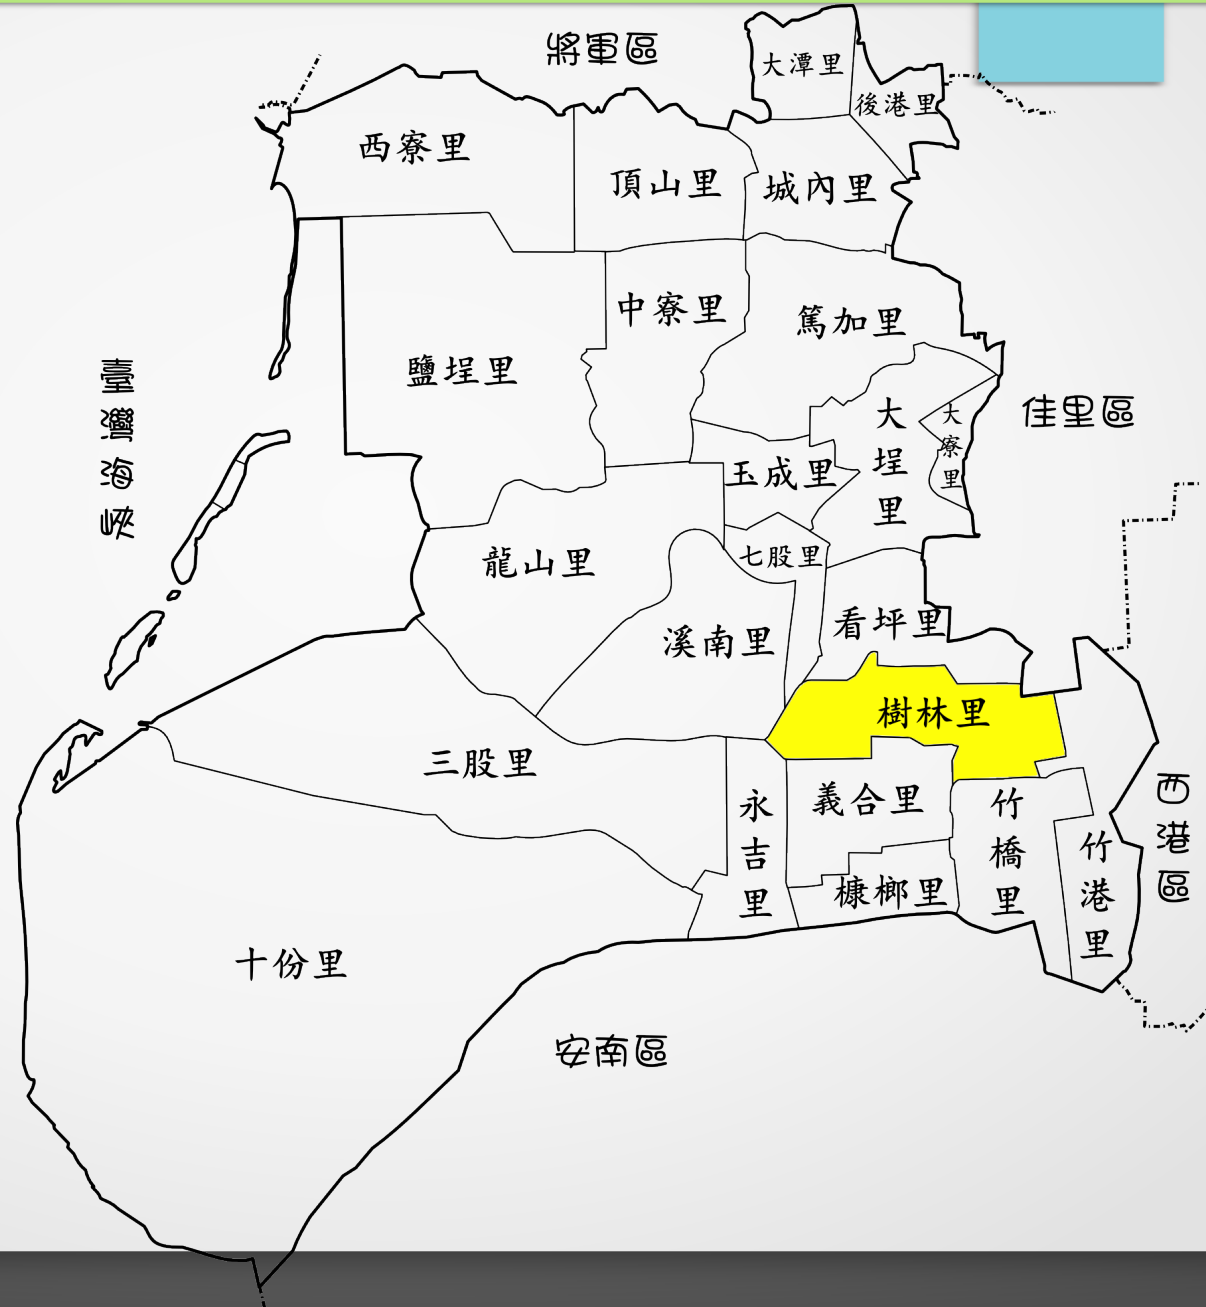 將軍區
大潭里
後港里
西寮里
頂山里
城內里
中寮里
篤加里
鹽埕里
臺灣海峽
佳里區
大埕里
大寮里
玉成里
七股里
龍山里
看坪里
溪南里
樹林里
三股里
永吉里
義合里
竹橋里
竹港里
西港區
槺榔里
十份里
安南區